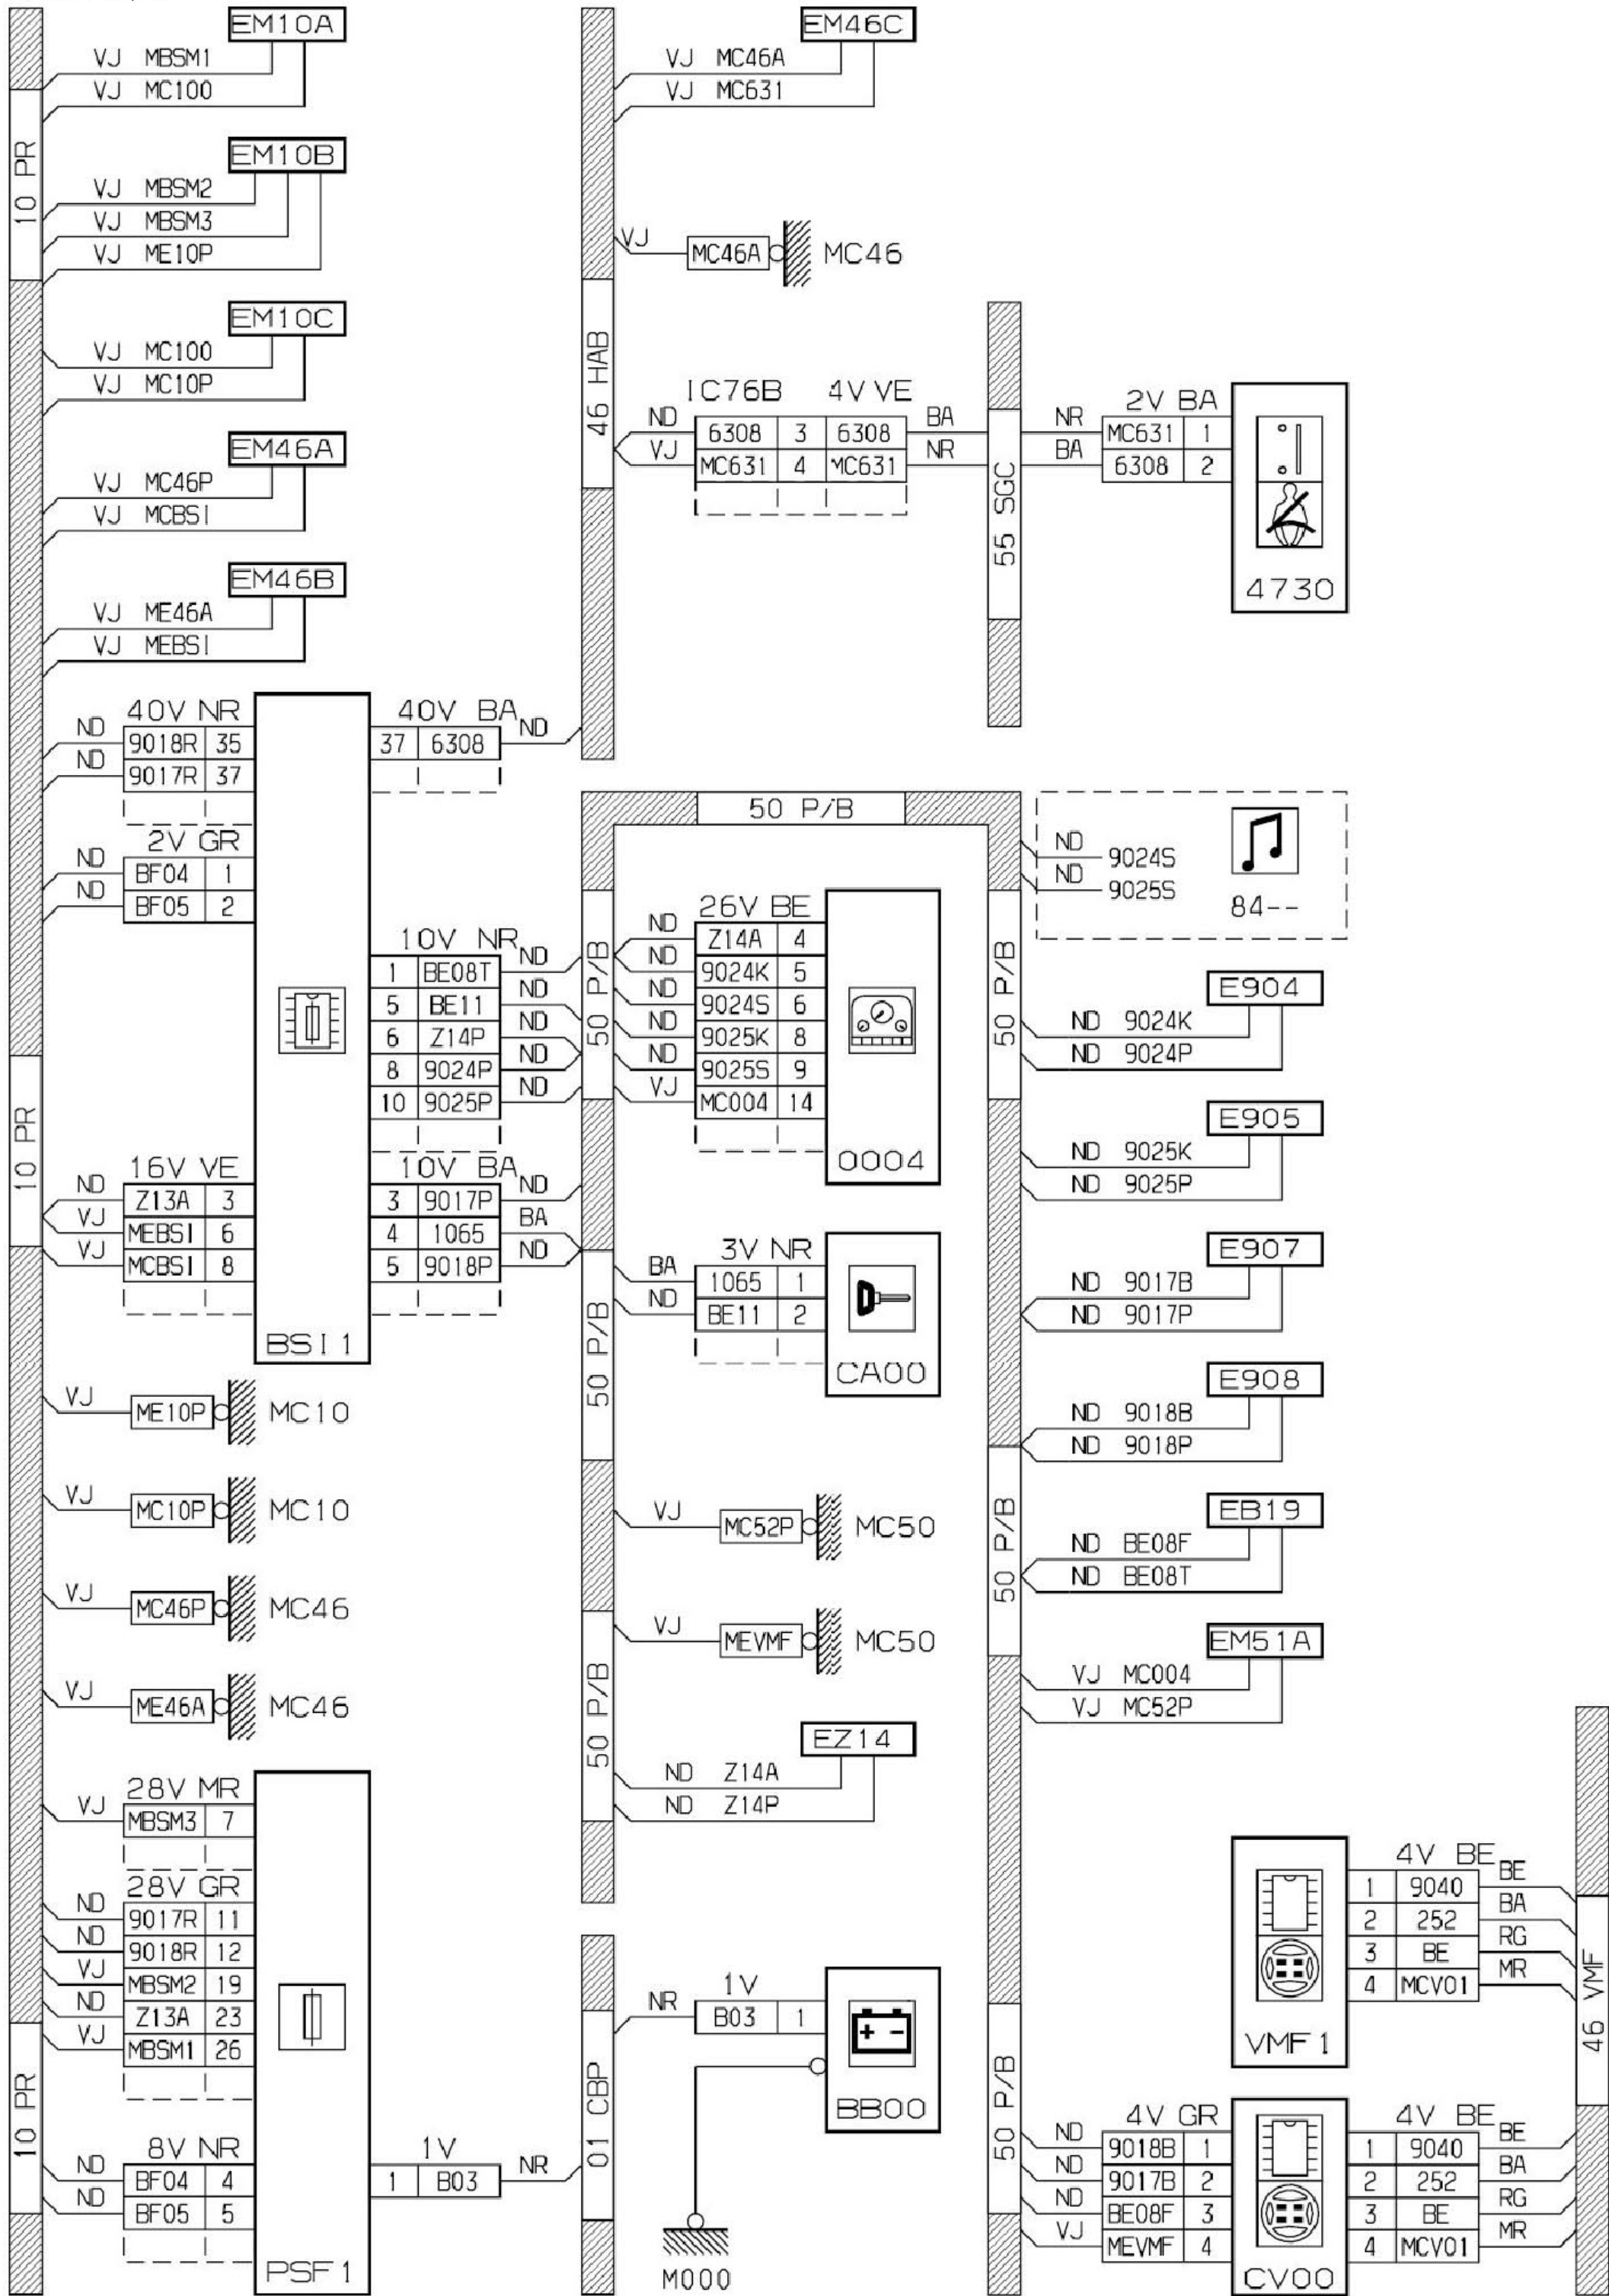 EM10A
VJ MBSM1
VJ MC100
10 PR
EM10B
VJ MBSM2
VJ MBSM3
VJ ME10P
EM10C
VJ MC100
VJ MC10P
EM46A
VJ MC46P
VJ MCBSI
EM46B
VJ ME46A
VJ MEBSI
40V NR
ND 9018R 35
ND 9017R 37
2V GR
ND BF04 1
ND BF05 2
10 PR
16V VE
ND Z13A 3
VJ MEBSI 6
VJ MCBSI 8
40V BA
37 6308 ND
10V NR
1 BE08T ND
5 BE11 ND
6 Z14P ND
8 9024P ND
10 9025P ND
10V BA
3 9017P ND
4 1065 BA
5 9018P ND
BSI1
VJ ME10P MC10
VJ MC10P MC10
VJ MC46P MC46
VJ ME46A MC46
28V MR
VJ MBSM3 7
28V GR
ND 9017R 11
ND 9018R 12
VJ MBSM2 19
ND Z13A 23
VJ MBSM1 26
10 PR
8V NR
ND BF04 4
ND BF05 5
1V
1 B03 NR
PSF1
EM46C
VJ MC46A
VJ MC631
VJ MC46A MC46
46 HAB
IC76B 4V VE
ND 6308 3 6308 BA
VJ MC631 4 MC631 NR
55 SGC
2V BA
NR MC631 1
BA 6308 2
4730
50 P/B
50 P/B
26V BE
ND Z14A 4
ND 9024K 5
ND 9024S 6
ND 9025K 8
ND 9025S 9
VJ MC004 14
0004
50 P/B
3V NR
BA 1065 1
ND BE11 2
CA00
VJ MC52P MC50
VJ MEVMF MC50
50 P/B
EZ14
ND Z14A
ND Z14P
01 CBP
1V
NR B03 1
+ -
BB00
M000
ND 9024S
ND 9025S
84--
50 P/B
E904
ND 9024K
ND 9024P
E905
ND 9025K
ND 9025P
E907
ND 9017B
ND 9017P
E908
ND 9018B
ND 9018P
50 P/B
EB19
ND BE08F
ND BE08T
EM51A
VJ MC004
VJ MC52P
4V BE
1 9040 BE
2 252 BA
3 BE RG
4 MCV01 MR
VMF1
46 VMF
50 P/B
4V GR
ND 9018B 1
ND 9017B 2
ND BE08F 3
VJ MEVMF 4
4V BE
1 9040 BE
2 252 BA
3 BE RG
4 MCV01 MR
CV00